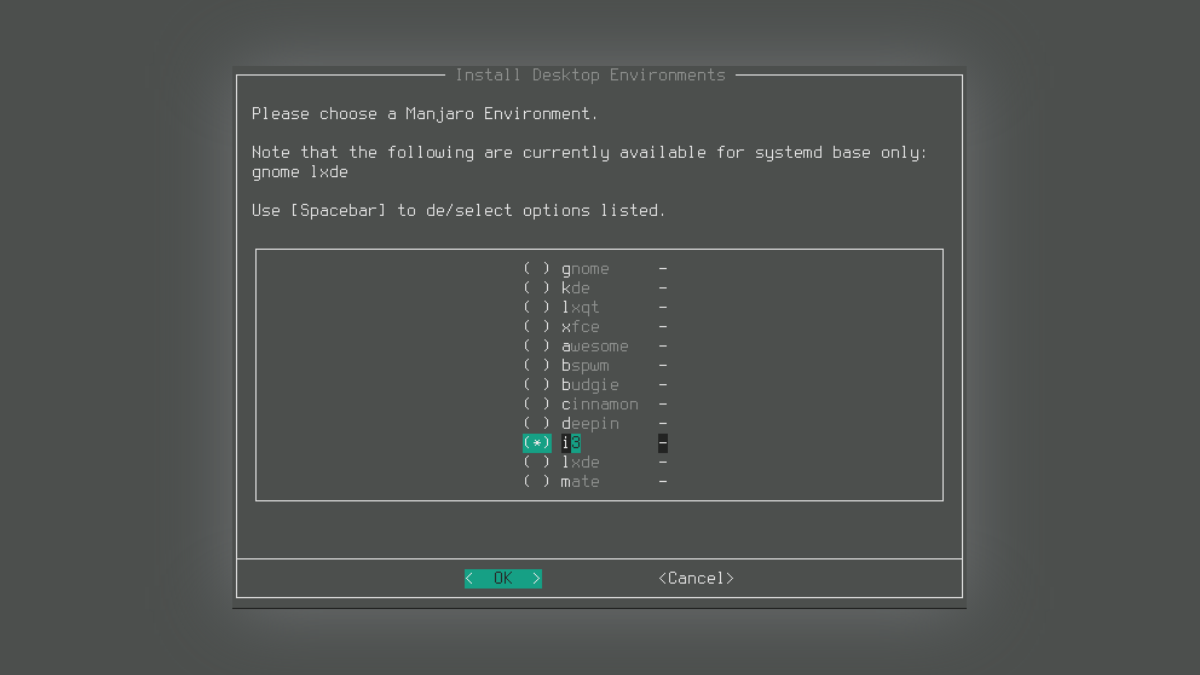 Install Desktop Environments
Please choose a Manjaro Environment.
Note that the following are currently available for systemd base only:
gnome lxde
Use [Spacebar] to de/select options listed.
( ) gnome -
( ) kde -
( ) lxqt -
( ) xfce -
( ) awesome -
( ) bspwm -
( ) budgie -
( ) cinnamon -
( ) deepin -
(*) i3 -
( ) lxde -
( ) mate -
< OK > <Cancel>